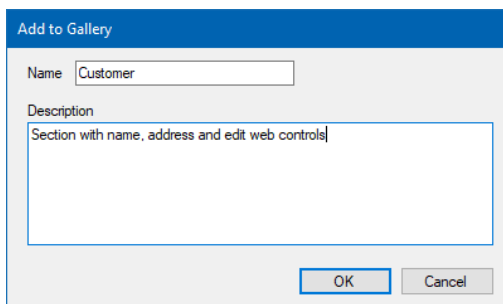 Add to Gallery
Name Customer
Description
Section with name, address and edit web controls
OK Cancel